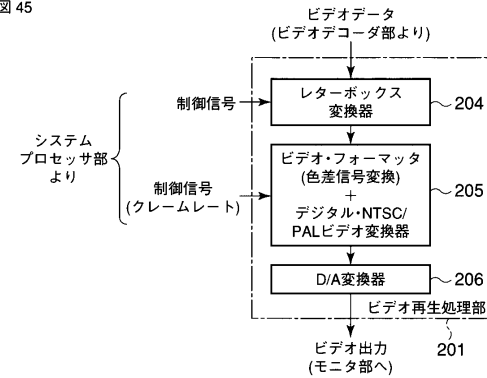 図 45
ビデオデータ
(ビデオデコーダ部より)
制御信号
レターボックス
変換器
204
システム
プロセッサ部
より
制御信号
(クレームレート)
ビデオ・フォーマッタ
(色差信号変換)
+
デジタル・NTSC/
PALビデオ変換器
205
D/A変換器
206
ビデオ再生処理部
201
ビデオ出力
(モニタ部へ)